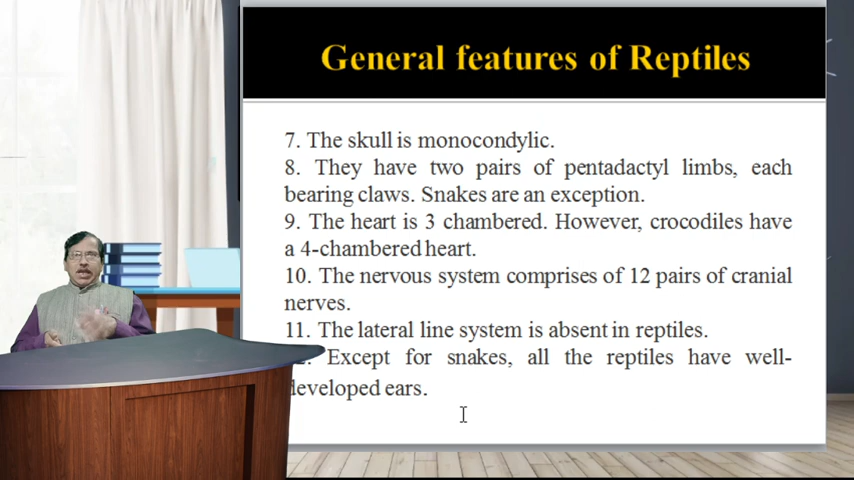 General features of Reptiles
7. The skull is monocondylic.
8. They have two pairs of pentadactyl limbs, each
bearing claws. Snakes are an exception.
9. The heart is 3 chambered. However, crocodiles have
a 4-chambered heart.
10. The nervous system comprises of 12 pairs of cranial
nerves.
11. The lateral line system is absent in reptiles.
Except for snakes, all the reptiles have well-
developed ears.